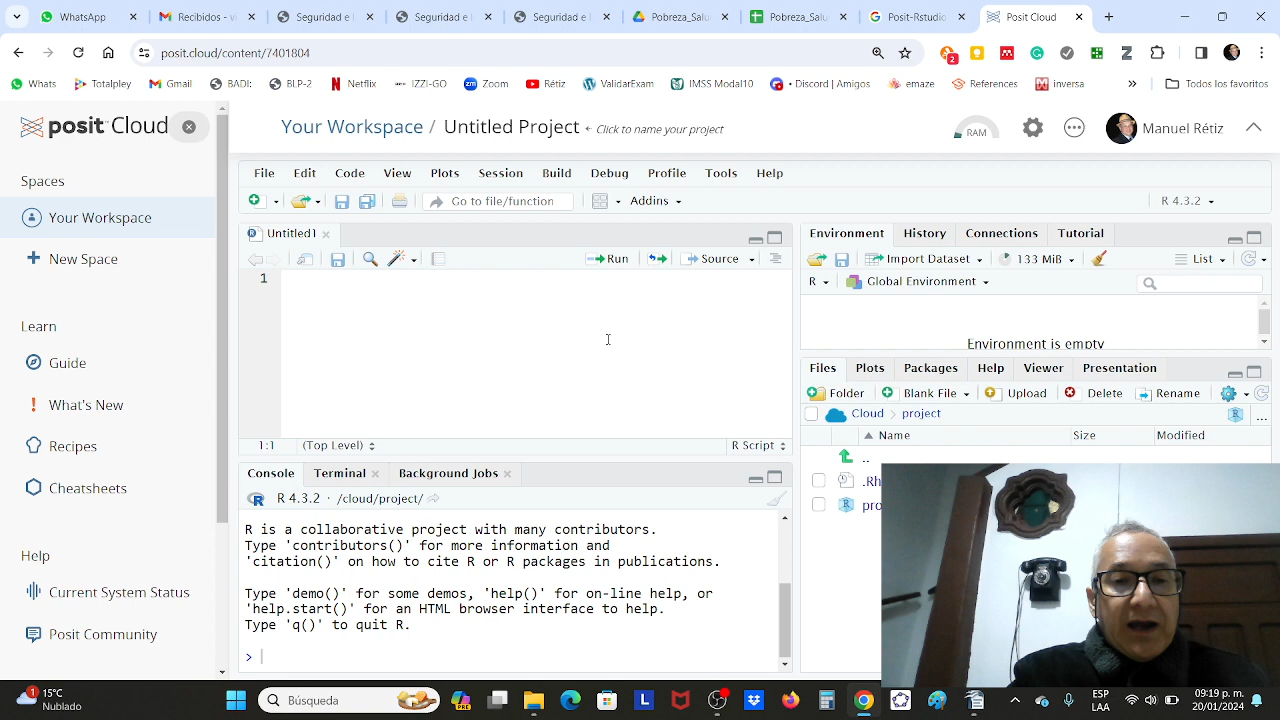 WhatsApp
Recibidos - v
Seguridad e
Seguridad e
Seguridad e
Pobreza_Salu
Pobreza_Salu
Post-Rstudio
Posit Cloud
posit.cloud/content/7401804
2
Whats
Totalpley
Gmail
BADI:
BLP-2
Netflix
IZZI-GO
Zoom
Rétiz
ValidarExam
IMSS Modal10
• Discord | Amigos
emaze
References
inversa
Todos los favoritos
posit Cloud
Your Workspace / Untitled Project
Click to name your project
RAM
Manuel Rétiz
Spaces
Your Workspace
New Space
Learn
Guide
What's New
Recipes
Cheatsheets
Help
Current System Status
Posit Community
File Edit Code View Plots Session Build Debug Profile Tools Help
Go to file/function
Addins
R 4.3.2
Untitled1
Run
Source
1
1:1 (Top Level)
R Script
Console Terminal Background Jobs
R 4.3.2 · /cloud/project/
R is a collaborative project with many contributors.
Type 'contributors()' for more information and
'citation()' on how to cite R or R packages in publications.
Type 'demo()' for some demos, 'help()' for on-line help, or
'help.start()' for an HTML browser interface to help.
Type 'q()' to quit R.
>
Environment History Connections Tutorial
Import Dataset 133 MiB List
R Global Environment
Environment is empty
Files Plots Packages Help Viewer Presentation
Folder Blank File Upload Delete Rename
Cloud project ...
Name Size Modified
..
.Rh
pro
1
15°C
Nublado
Búsqueda
ESP
LAA
09:19 p. m.
20/01/2024